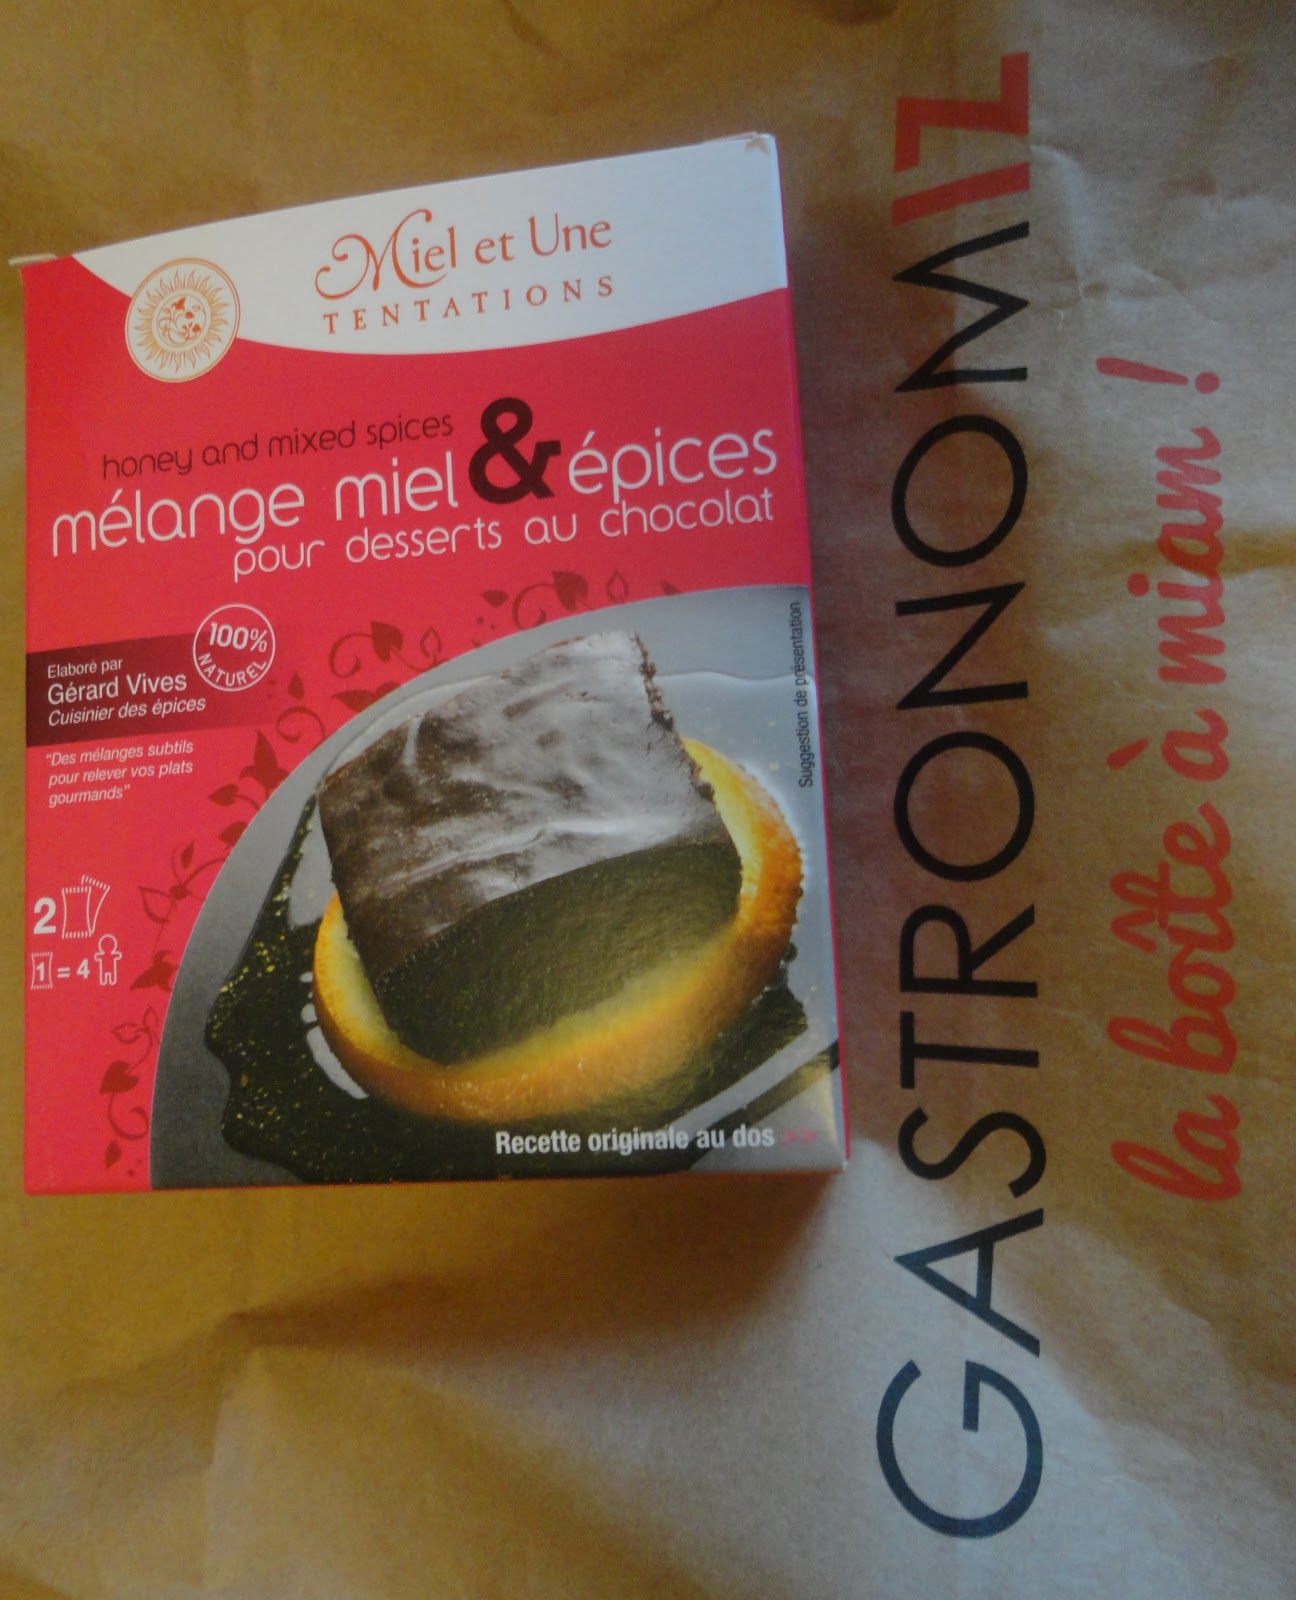 Miel et Une
TENTATIONS
honey and mixed spices
mélange miel & épices
pour desserts au chocolat
100%
NATUREL
Elaboré par
Gérard Vives
Cuisinier des épices
"Des mélanges subtils
pour relever vos plats
gourmands"
2
1 = 4
Suggestion de présentation
Recette originale au dos
GASTRONOMIZ
la boîte à miam !